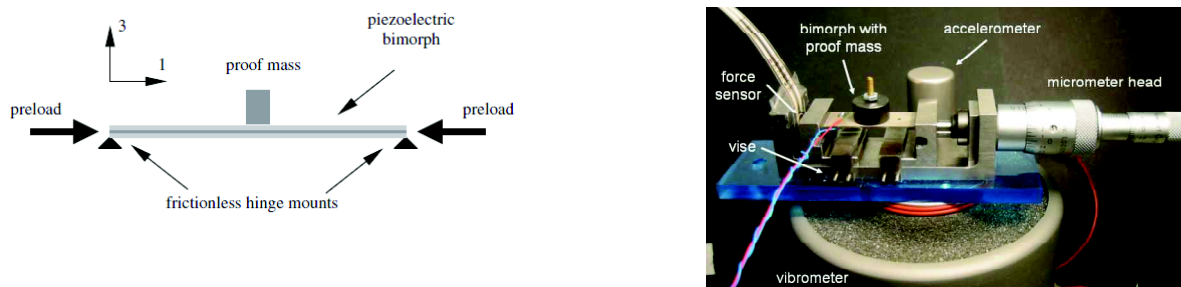 3
1
piezoelectric
bimorph
proof mass
preload
preload
frictionless hinge mounts
bimorph with
proof mass
accelerometer
force
sensor
micrometer head
vise
vibrometer